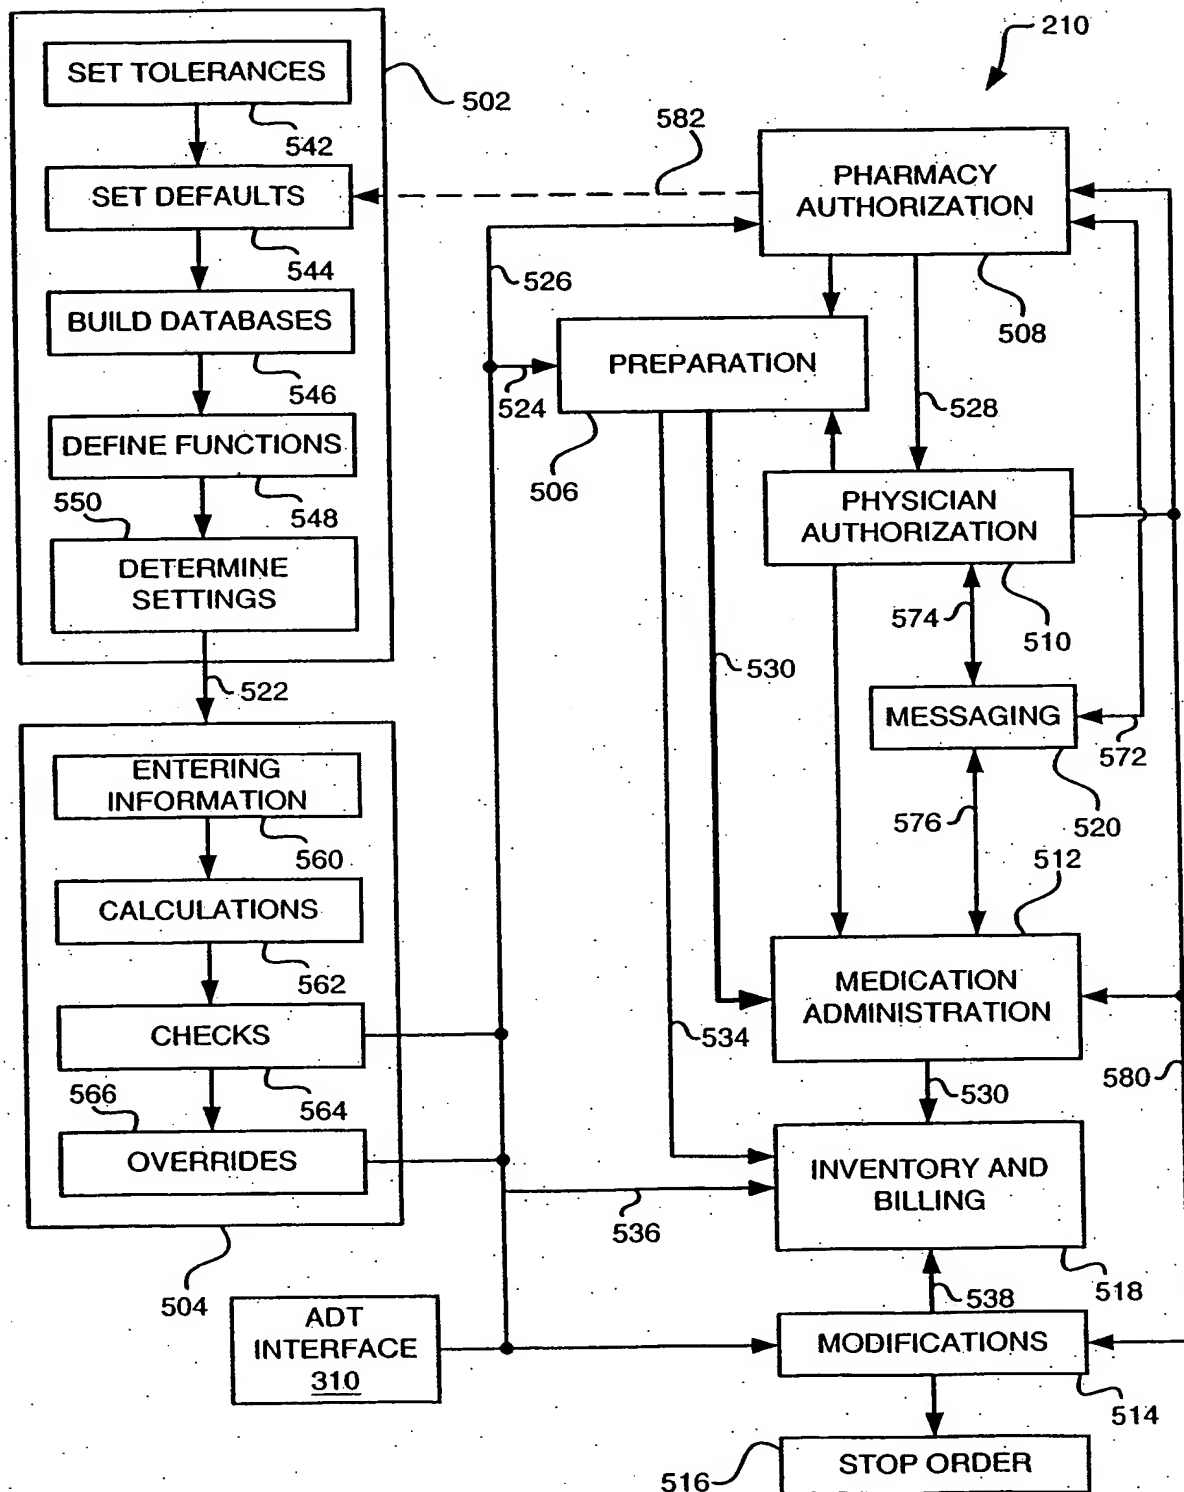 210
SET TOLERANCES
502
542
582
SET DEFAULTS
PHARMACY
AUTHORIZATION
544
526
508
BUILD DATABASES
PREPARATION
524
546
528
DEFINE FUNCTIONS
506
550
548
PHYSICIAN
AUTHORIZATION
DETERMINE
SETTINGS
574
510
530
522
MESSAGING
572
ENTERING
INFORMATION
576
520
560
512
CALCULATIONS
562
MEDICATION
ADMINISTRATION
CHECKS
534
580
566
564
530
OVERRIDES
INVENTORY AND
BILLING
536
504
518
538
ADT
INTERFACE
310
MODIFICATIONS
514
STOP ORDER
516